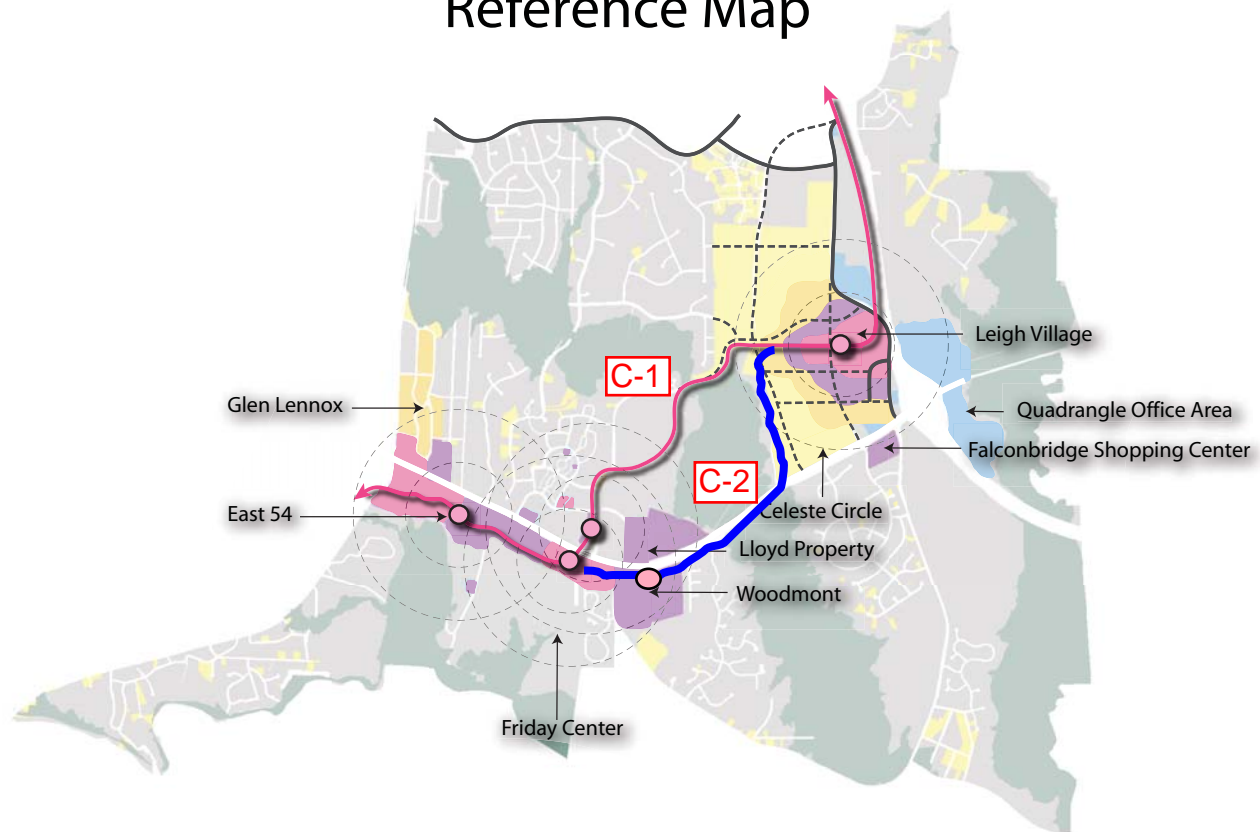 Reference Map
Leigh Village
C-1
Glen Lennox
Quadrangle Office Area
Falconbridge Shopping Center
C-2
East 54
Celeste Circle
Lloyd Property
Woodmont
Friday Center